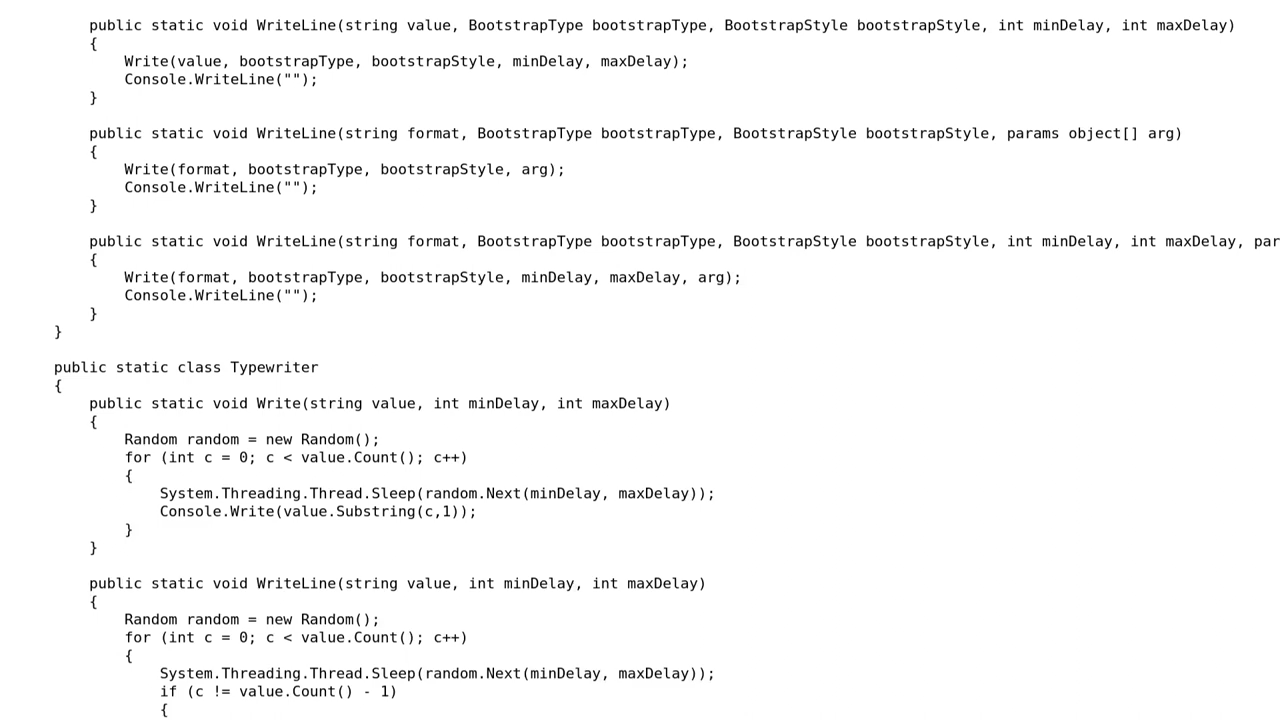 public static void WriteLine(string value, BootstrapType bootstrapType, BootstrapStyle bootstrapStyle, int minDelay, int maxDelay)
{
Write(value, bootstrapType, bootstrapStyle, minDelay, maxDelay);
Console.WriteLine("");
}
public static void WriteLine(string format, BootstrapType bootstrapType, BootstrapStyle bootstrapStyle, params object[] arg)
{
Write(format, bootstrapType, bootstrapStyle, arg);
Console.WriteLine("");
}
public static void WriteLine(string format, BootstrapType bootstrapType, BootstrapStyle bootstrapStyle, int minDelay, int maxDelay, par
{
Write(format, bootstrapType, bootstrapStyle, minDelay, maxDelay, arg);
Console.WriteLine("");
}
}
public static class Typewriter
{
public static void Write(string value, int minDelay, int maxDelay)
{
Random random = new Random();
for (int c = 0; c < value.Count(); c++)
{
System.Threading.Thread.Sleep(random.Next(minDelay, maxDelay));
Console.Write(value.Substring(c,1));
}
}
public static void WriteLine(string value, int minDelay, int maxDelay)
{
Random random = new Random();
for (int c = 0; c < value.Count(); c++)
{
System.Threading.Thread.Sleep(random.Next(minDelay, maxDelay));
if (c != value.Count() - 1)
{